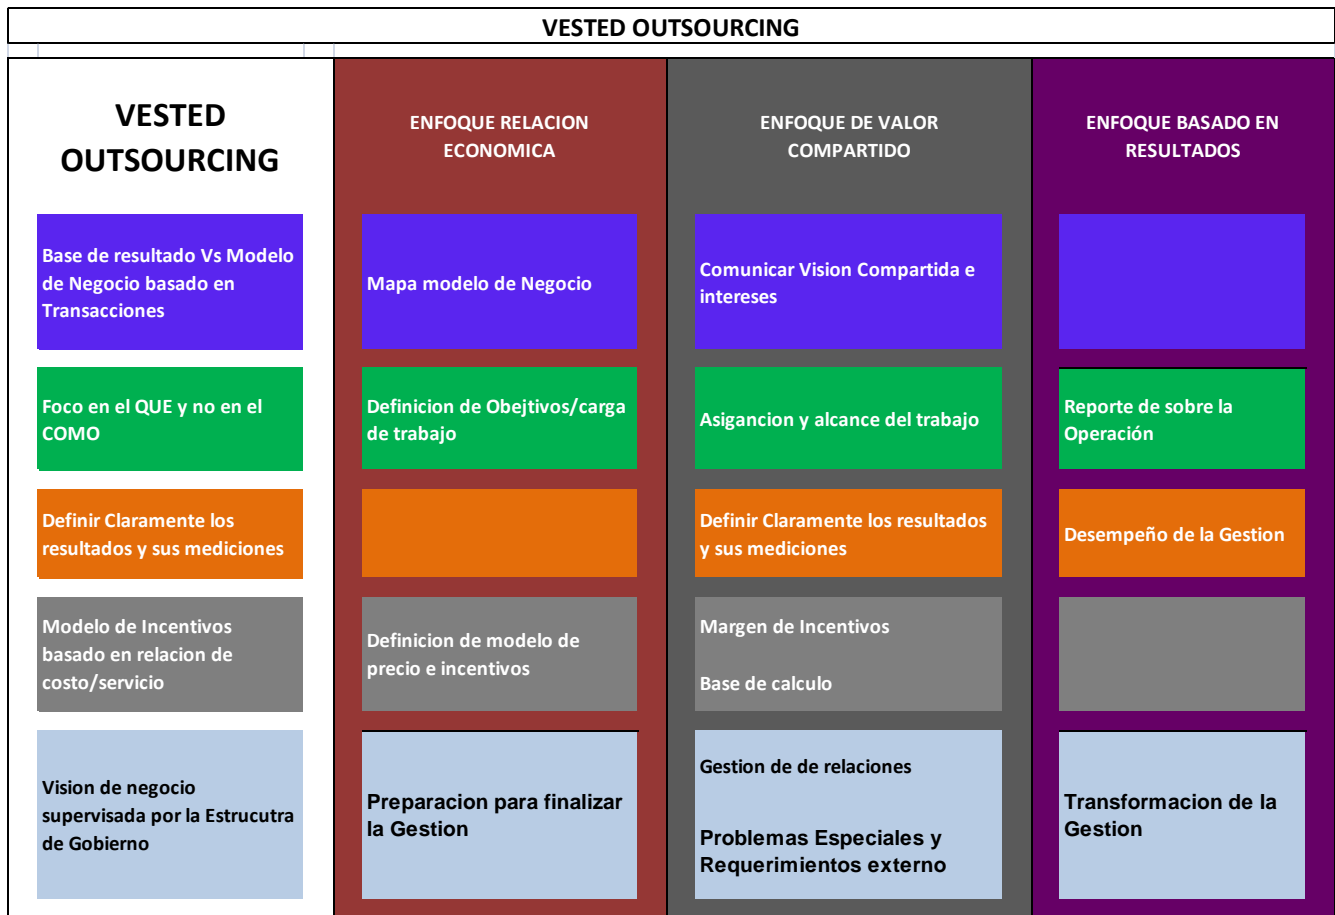 VESTED OUTSOURCING
VESTED
OUTSOURCING
ENFOQUE RELACION
ECONOMICA
ENFOQUE DE VALOR
COMPARTIDO
ENFOQUE BASADO EN
RESULTADOS
Base de resultado Vs Modelo
de Negocio basado en
Transacciones
Mapa modelo de Negocio
Comunicar Vision Compartida e
intereses
Foco en el QUE y no en el
COMO
Definicion de Obejtivos/carga
de trabajo
Asigancion y alcance del trabajo
Reporte de sobre la
Operación
Definir Claramente los
resultados y sus mediciones
Definir Claramente los resultados
y sus mediciones
Desempeño de la Gestion
Modelo de Incentivos
basado en relacion de
costo/servicio
Definicion de modelo de
precio e incentivos
Margen de Incentivos
Base de calculo
Vision de negocio
supervisada por la Estrucutra
de Gobierno
Preparacion para finalizar
la Gestion
Gestion de de relaciones
Problemas Especiales y
Requerimientos externo
Transformacion de la
Gestion